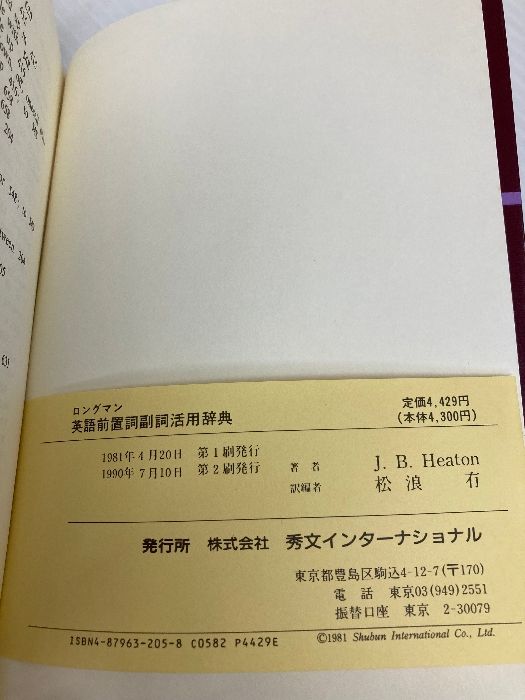 ロングマン
英語前置詞副詞活用辞典
定価4,429円
(本体4,300円)
1981年4月20日 第1刷発行
1990年7月10日 第2刷発行
著者 J. B. Heaton
訳編者 松浪 有
発行所 株式会社 秀文インターナショナル
東京都豊島区駒込4-12-7(〒170)
電話 東京03(949)2551
振替口座 東京 2-30079
ISBN4-87963-205-8 C0582 P4429E
©1981 Shubun International Co., Ltd.